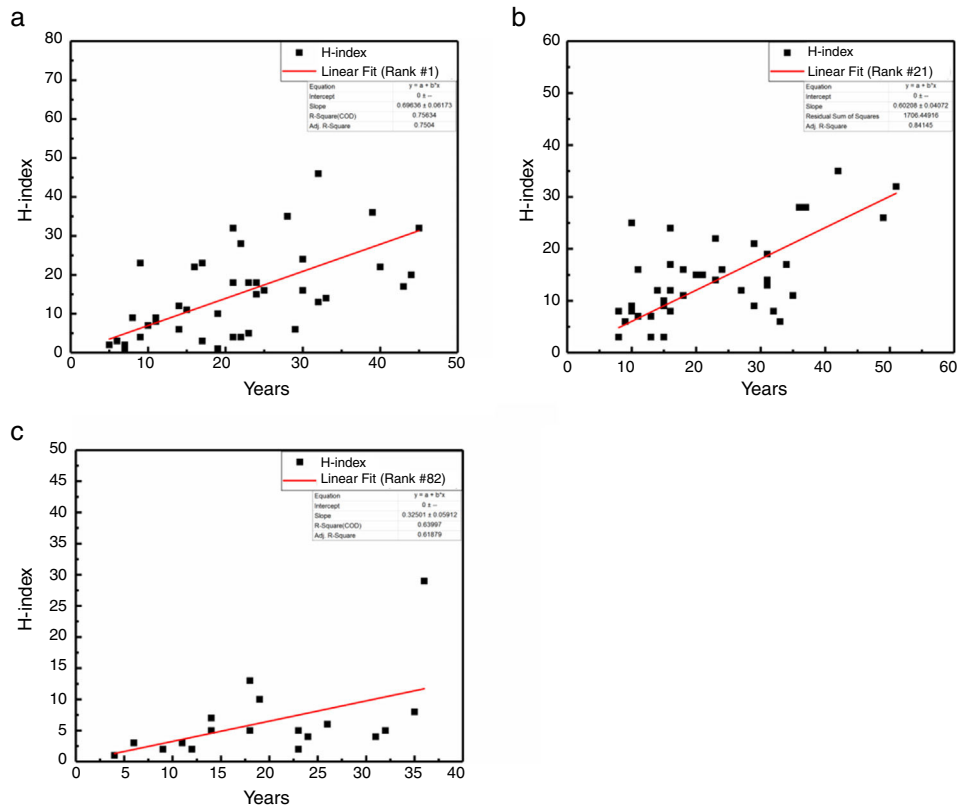 a
80
70
60
50
40
30
20
10
0
0 10 20 30 40 50
H-index
Years
H-index
Linear Fit (Rank #1)
Equation y = a + b*x
Intercept 0 ± --
Slope 0.69636 ± 0.06173
R-Square(COD) 0.75634
Adj. R-Square 0.7504
b
60
50
40
30
20
10
0
0 10 20 30 40 50 60
H-index
Years
H-index
Linear Fit (Rank #21)
Equation y = a + b*x
Intercept 0 ± --
Slope 0.60208 ± 0.04072
Residual Sum of Squares 1706.44916
Adj. R-Square 0.84145
c
50
45
40
35
30
25
20
15
10
5
0
0 5 10 15 20 25 30 35 40
H-index
Years
H-index
Linear Fit (Rank #82)
Equation y = a + b*x
Intercept 0 ± --
Slope 0.32501 ± 0.05912
R-Square(COD) 0.63997
Adj. R-Square 0.61879